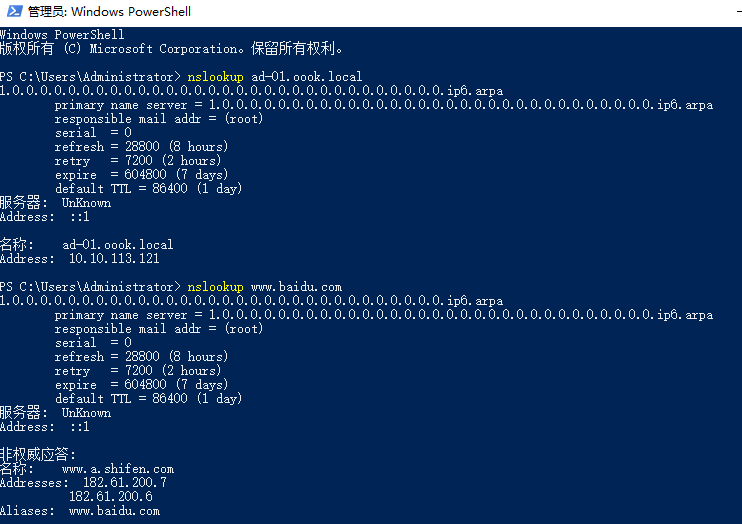 管理员: Windows PowerShell
Windows PowerShell
版权所有 (C) Microsoft Corporation。保留所有权利。
PS C:\Users\Administrator> nslookup ad-01.oook.local
1.0.0.0.0.0.0.0.0.0.0.0.0.0.0.0.0.0.0.0.0.0.0.0.0.0.0.0.0.0.0.0.ip6.arpa
primary name server = 1.0.0.0.0.0.0.0.0.0.0.0.0.0.0.0.0.0.0.0.0.0.0.0.0.0.0.0.0.0.0.0.ip6.arpa
responsible mail addr = (root)
serial = 0
refresh = 28800 (8 hours)
retry = 7200 (2 hours)
expire = 604800 (7 days)
default TTL = 86400 (1 day)
服务器: UnKnown
Address: ::1
名称: ad-01.oook.local
Address: 10.10.113.121
PS C:\Users\Administrator> nslookup www.baidu.com
1.0.0.0.0.0.0.0.0.0.0.0.0.0.0.0.0.0.0.0.0.0.0.0.0.0.0.0.0.0.0.0.ip6.arpa
primary name server = 1.0.0.0.0.0.0.0.0.0.0.0.0.0.0.0.0.0.0.0.0.0.0.0.0.0.0.0.0.0.0.0.ip6.arpa
responsible mail addr = (root)
serial = 0
refresh = 28800 (8 hours)
retry = 7200 (2 hours)
expire = 604800 (7 days)
default TTL = 86400 (1 day)
服务器: UnKnown
Address: ::1
非权威应答:
名称: www.a.shifen.com
Addresses: 182.61.200.7
182.61.200.6
Aliases: www.baidu.com